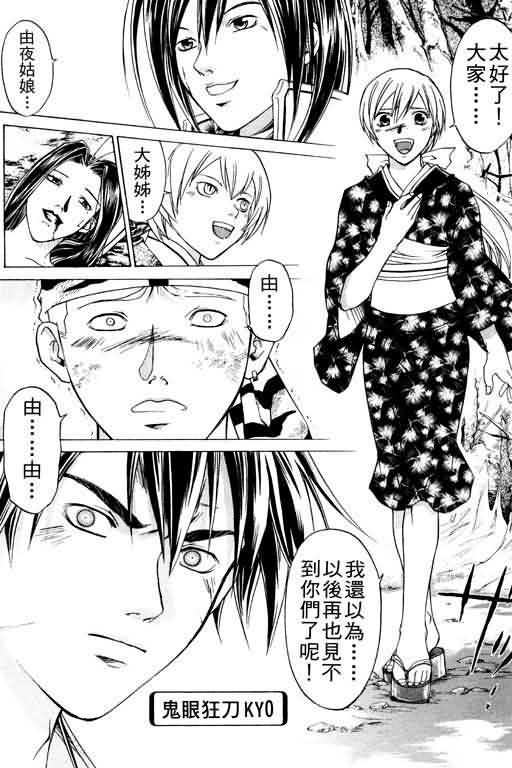 太好了！
大家……
由夜姑娘…
大姊姊…
由……
由……由…
我還以為……
以後再也見不
到你們了呢！
鬼眼狂刀KYO